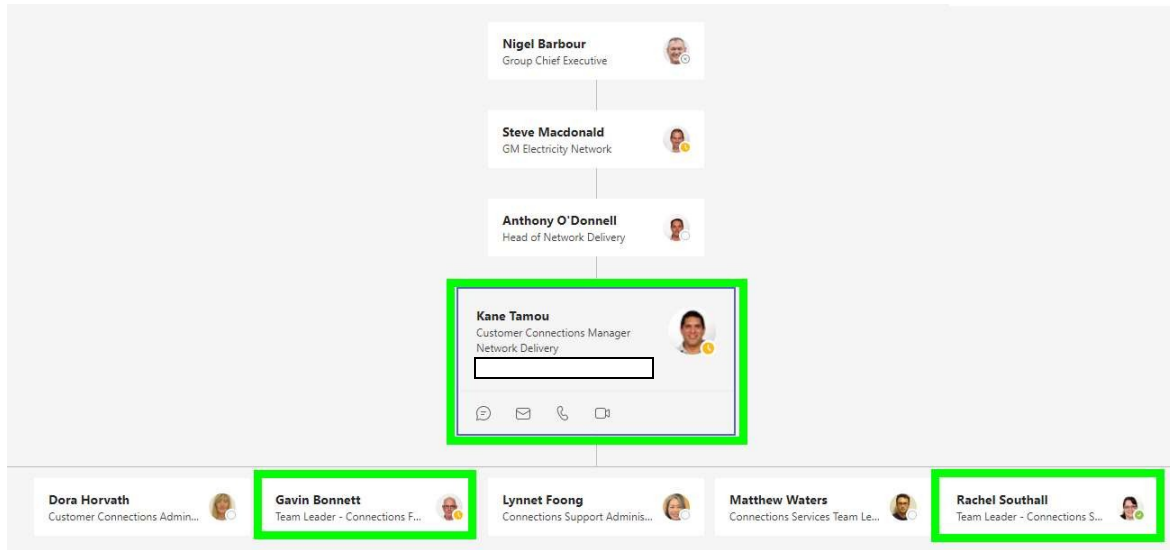 Nigel Barbour
Group Chief Executive
Steve Macdonald
GM Electricity Network
Anthony O'Donnell
Head of Network Delivery
Kane Tamou
Customer Connections Manager
Network Delivery
Dora Horvath
Customer Connections Admin...
Gavin Bonnett
Team Leader - Connections F...
Lynnet Foong
Connections Support Adminis...
Matthew Waters
Connections Services Team Le...
Rachel Southall
Team Leader - Connections S...